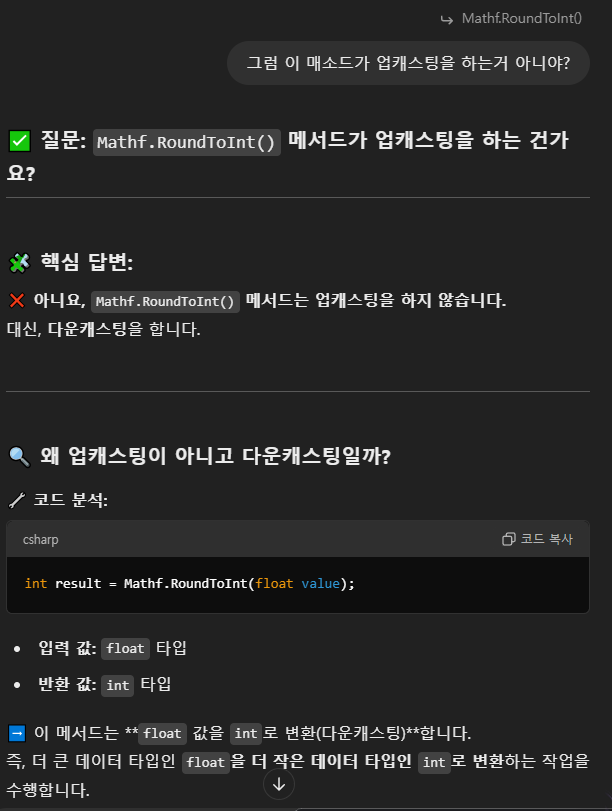 Mathf.RoundToInt()
그럼 이 매소드가 업캐스팅을 하는거 아니야?
질문: Mathf.RoundToInt() 메서드가 업캐스팅을 하는 건가
요?
핵심 답변:
아니요, Mathf.RoundToInt() 메서드는 업캐스팅을 하지 않습니다.
대신, 다운캐스팅을 합니다.
왜 업캐스팅이 아니고 다운캐스팅일까?
코드 분석:
csharp
코드 복사
int result = Mathf.RoundToInt(float value);
• 입력 값: float 타입
• 반환 값: int 타입
이 메서드는 **float 값을 int로 변환(다운캐스팅)**합니다.
즉, 더 큰 데이터 타입인 float을 더 작은 데이터 타입인 int로 변환하는 작업을
수행합니다.